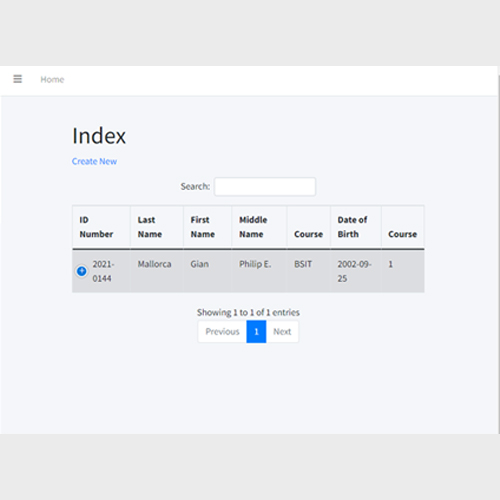 Home
Index
Create New
Search:
ID Number Last Name First Name Middle Name Course Date of Birth Course
2021-0144 Mallorca Gian Philip E. BSIT 2002-09-25 1
Showing 1 to 1 of 1 entries
Previous 1 Next